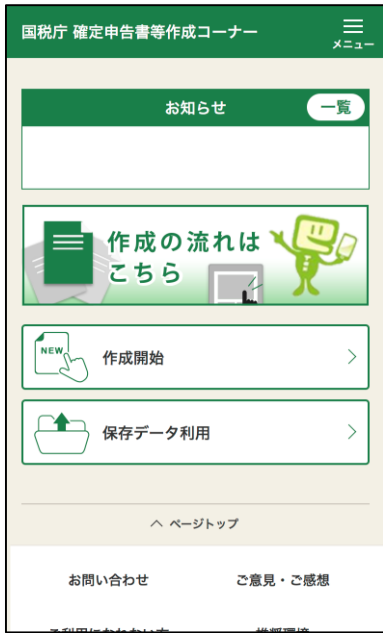 国税庁 確定申告書等作成コーナー
メニュー
お知らせ
一覧
作成の流れは
こちら
NEW
作成開始
保存データ利用
ページトップ
お問い合わせ
ご意見・ご感想